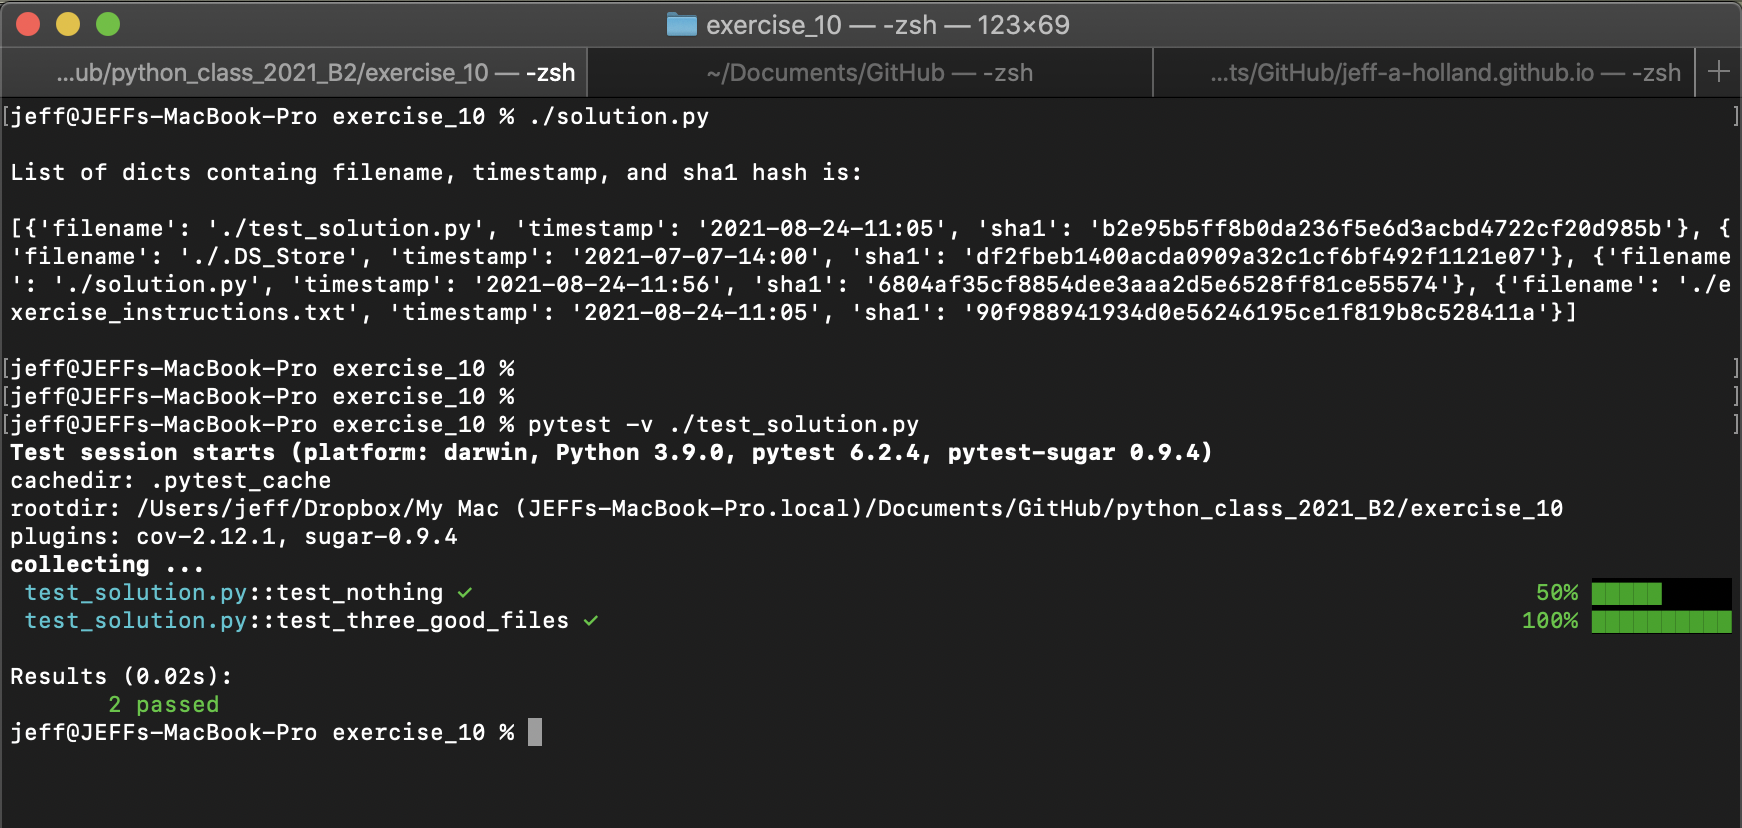 exercise_10 — -zsh — 123×69
...ub/python_class_2021_B2/exercise_10 — -zsh
~/Documents/GitHub — -zsh
...ts/GitHub/jeff-a-holland.github.io — -zsh
+
[jeff@JEFFs-MacBook-Pro exercise_10 % ./solution.py ]
List of dicts containg filename, timestamp, and sha1 hash is:
[{'filename': './test_solution.py', 'timestamp': '2021-08-24-11:05', 'sha1': 'b2e95b5ff8b0da236f5e6d3acbd4722cf20d985b'}, {
'filename': './.DS_Store', 'timestamp': '2021-07-07-14:00', 'sha1': 'df2fbeb1400acda0909a32c1cf6bf492f1121e07'}, {'filename
': './solution.py', 'timestamp': '2021-08-24-11:56', 'sha1': '6804af35cf8854dee3aaa2d5e6528ff81ce55574'}, {'filename': './e
xercise_instructions.txt', 'timestamp': '2021-08-24-11:05', 'sha1': '90f988941934d0e56246195ce1f819b8c528411a'}]
[jeff@JEFFs-MacBook-Pro exercise_10 % ]
[jeff@JEFFs-MacBook-Pro exercise_10 % ]
[jeff@JEFFs-MacBook-Pro exercise_10 % pytest -v ./test_solution.py ]
Test session starts (platform: darwin, Python 3.9.0, pytest 6.2.4, pytest-sugar 0.9.4)
cachedir: .pytest_cache
rootdir: /Users/jeff/Dropbox/My Mac (JEFFs-MacBook-Pro.local)/Documents/GitHub/python_class_2021_B2/exercise_10
plugins: cov-2.12.1, sugar-0.9.4
collecting ...
test_solution.py::test_nothing ✓ 50%
test_solution.py::test_three_good_files ✓ 100%
Results (0.02s):
2 passed
jeff@JEFFs-MacBook-Pro exercise_10 %